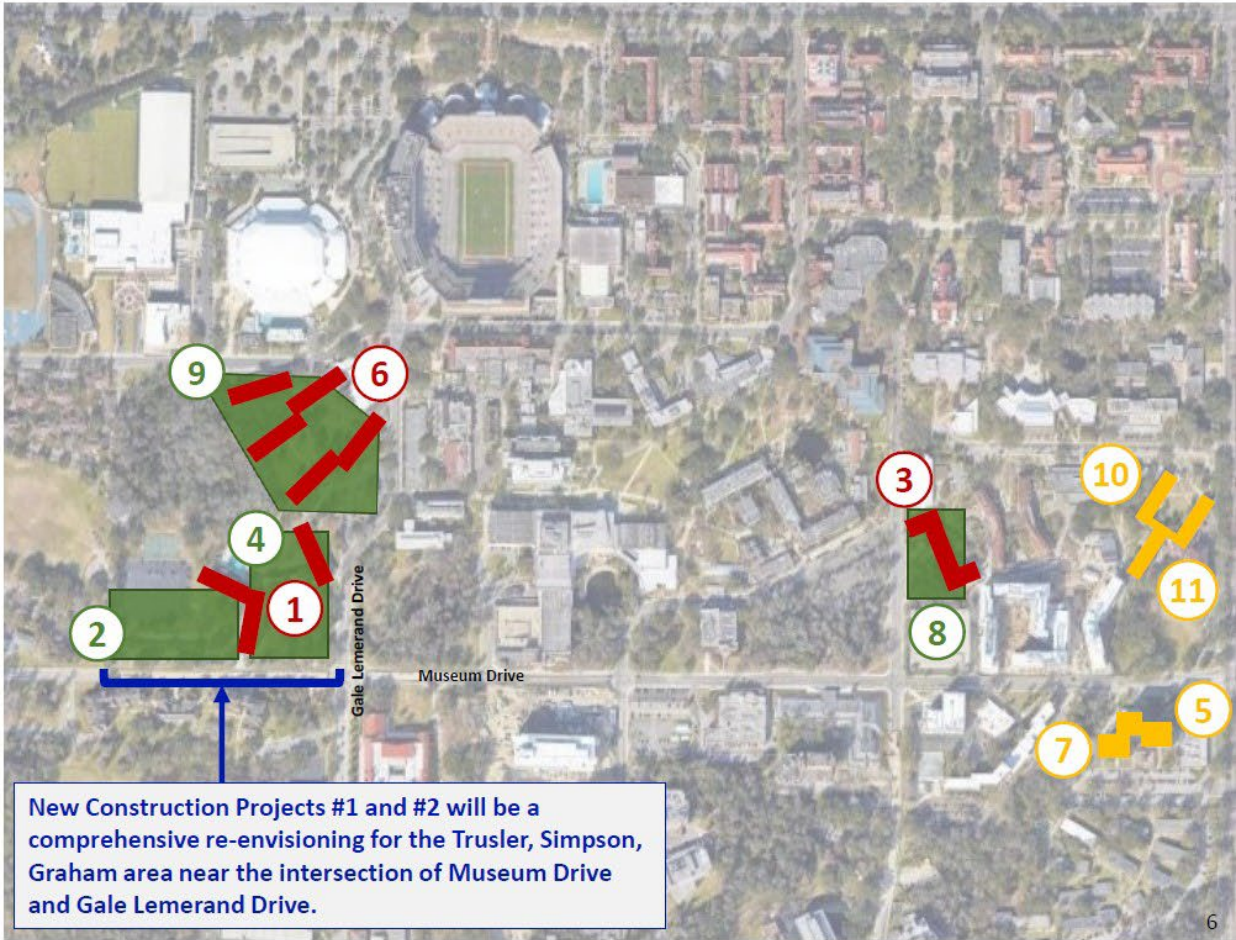 9
6
10
3
4
11
1
2
8
Gale Lemerand Drive
Museum Drive
5
7
New Construction Projects #1 and #2 will be a
comprehensive re-envisioning for the Trusler, Simpson,
Graham area near the intersection of Museum Drive
and Gale Lemerand Drive.
6